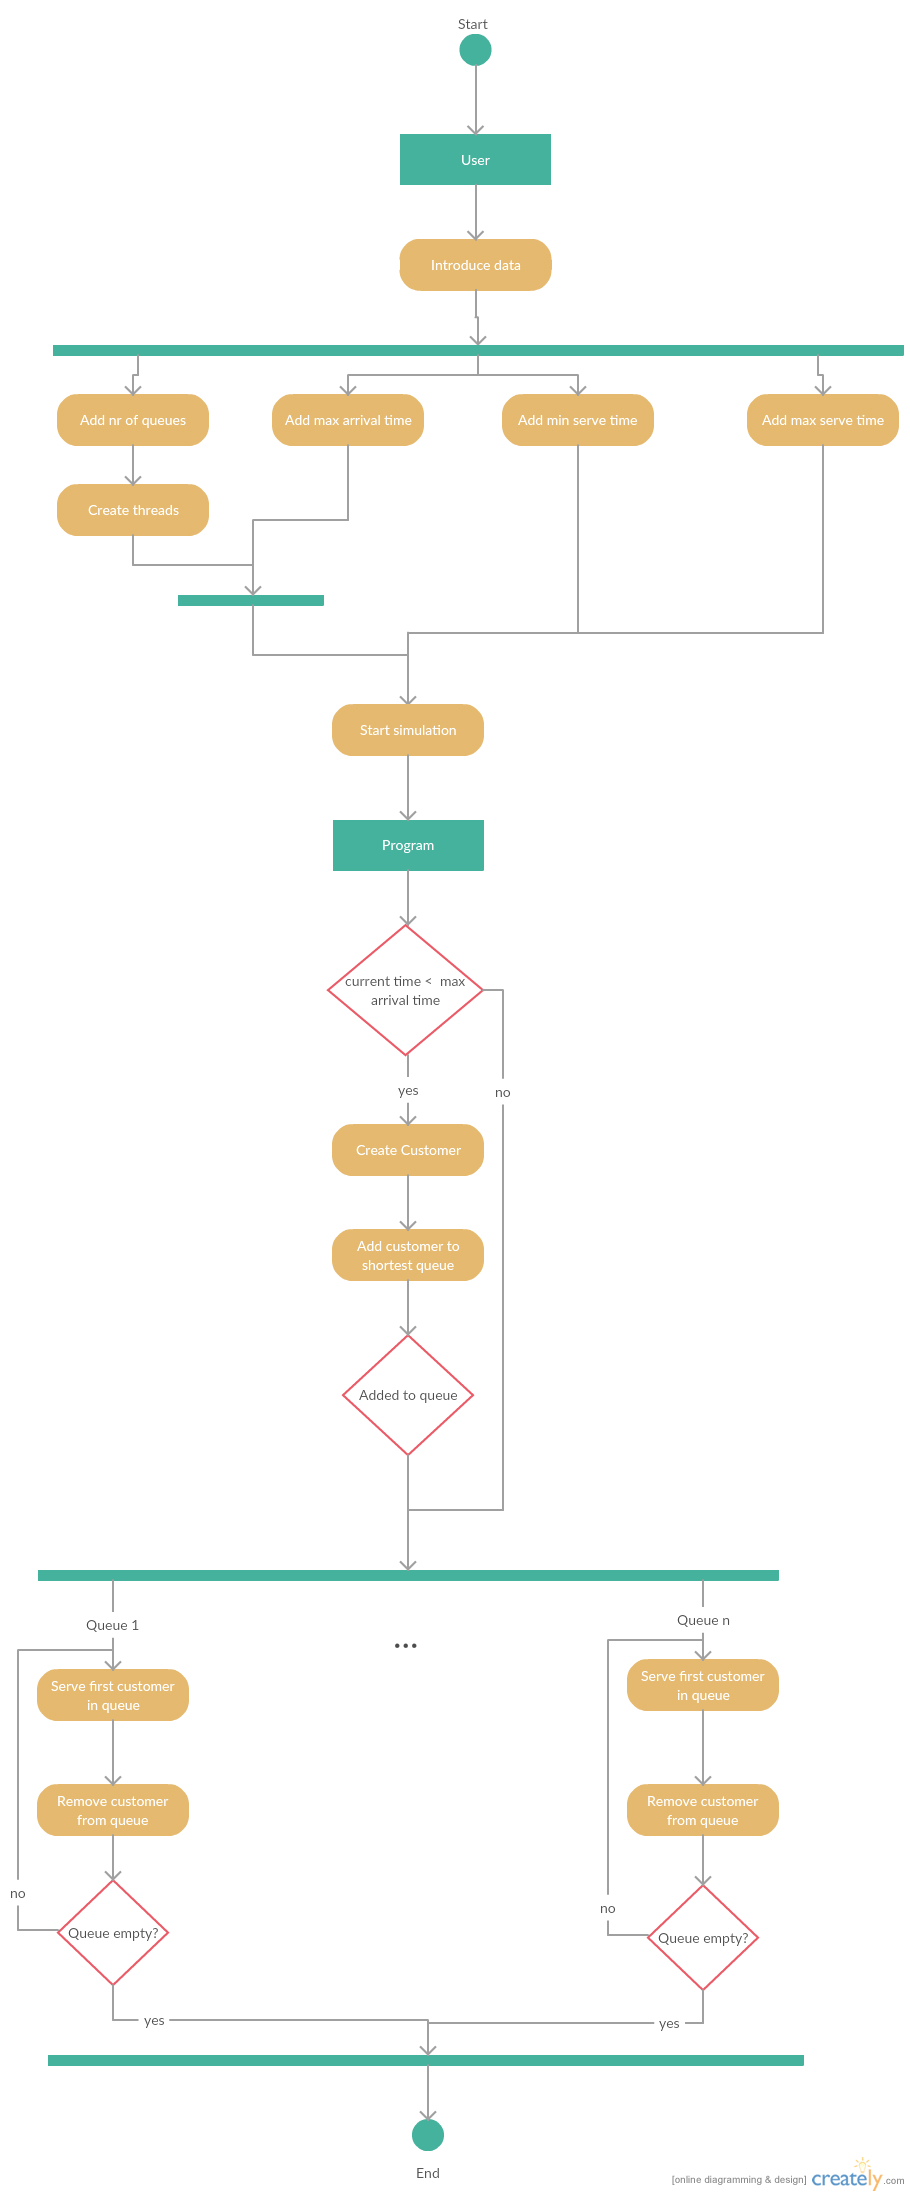 Start
User
Introduce data
Add nr of queues
Add max arrival time
Add min serve time
Add max serve time
Create threads
Start simulation
Program
current time <  max
arrival time
yes
no
Create Customer
Add customer to
shortest queue
Added to queue
Queue 1
...
Queue n
Serve first customer
in queue
Serve first customer
in queue
Remove customer
from queue
Remove customer
from queue
no
Queue empty?
no
Queue empty?
yes
yes
End
[online diagramming & design] creately.com